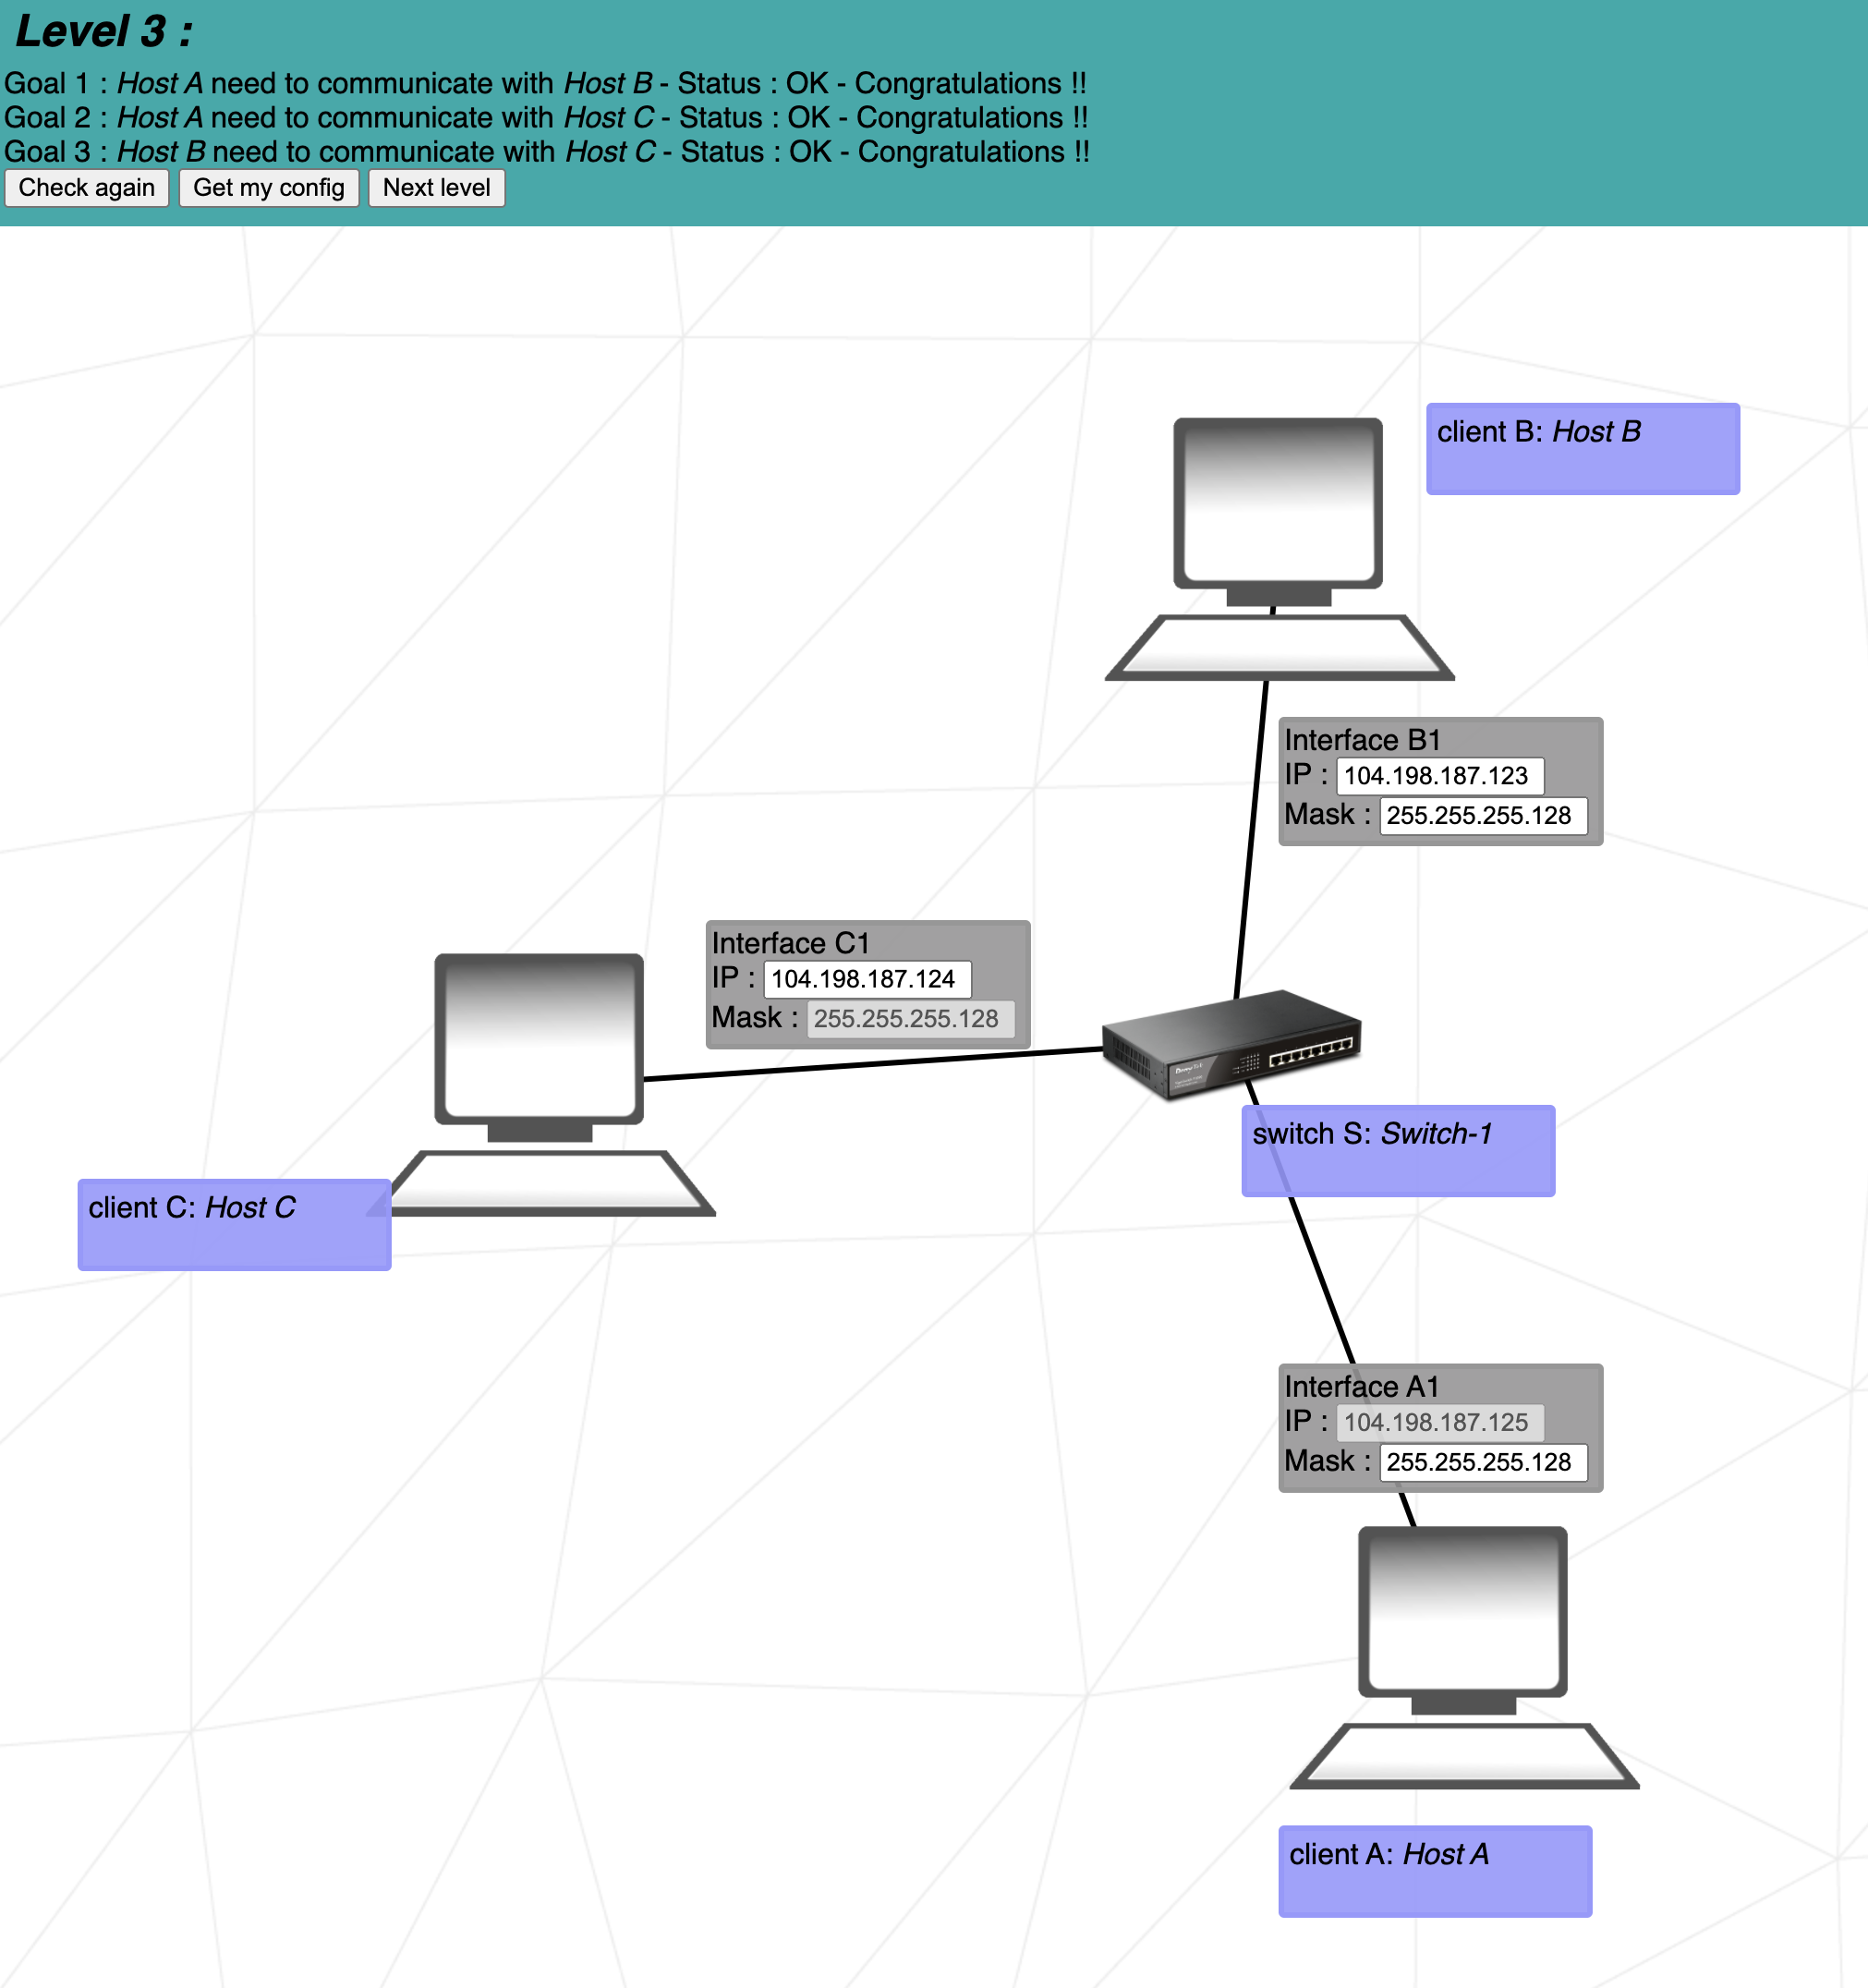 Level 3 :
Goal 1 : Host A need to communicate with Host B - Status : OK - Congratulations !!
Goal 2 : Host A need to communicate with Host C - Status : OK - Congratulations !!
Goal 3 : Host B need to communicate with Host C - Status : OK - Congratulations !!
Check again Get my config Next level
client B: Host B
Interface B1
IP : 104.198.187.123
Mask : 255.255.255.128
Interface C1
IP : 104.198.187.124
Mask : 255.255.255.128
switch S: Switch-1
client C: Host C
Interface A1
IP : 104.198.187.125
Mask : 255.255.255.128
client A: Host A